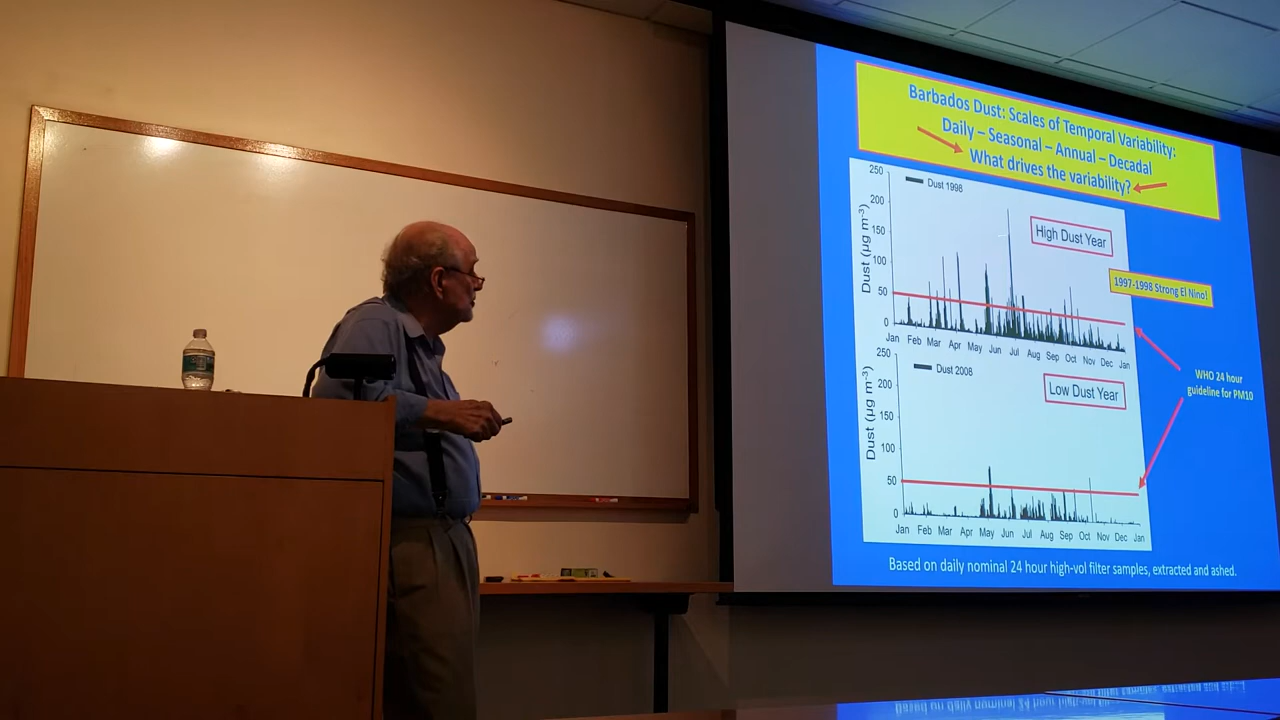 Barbados Dust: Scales of Temporal Variability:
Daily – Seasonal – Annual – Decadal
What drives the variability?
250
200
150
100
50
0
Dust (µg m-3)
Dust 1998
High Dust Year
1997-1998 Strong El Nino!
Jan Feb Mar Apr May Jun Jul Aug Sep Oct Nov Dec Jan
250
200
150
100
50
0
Dust (µg m-3)
Dust 2008
Low Dust Year
WHO 24 hour
guideline for PM10
Jan Feb Mar Apr May Jun Jul Aug Sep Oct Nov Dec Jan
Based on daily nominal 24 hour high-vol filter samples, extracted and ashed.